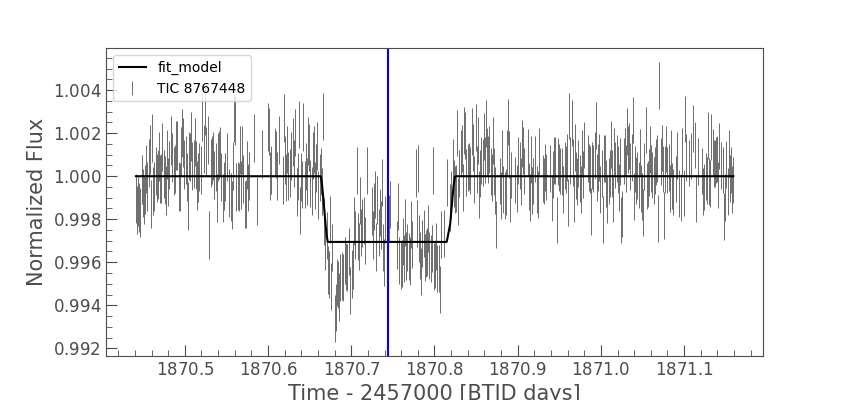 fit_model
TIC 8767448
Normalized Flux
1.004
1.002
1.000
0.998
0.996
0.994
0.992
1870.5 1870.6 1870.7 1870.8 1870.9 1871.0 1871.1
Time - 2457000 [BTJD days]